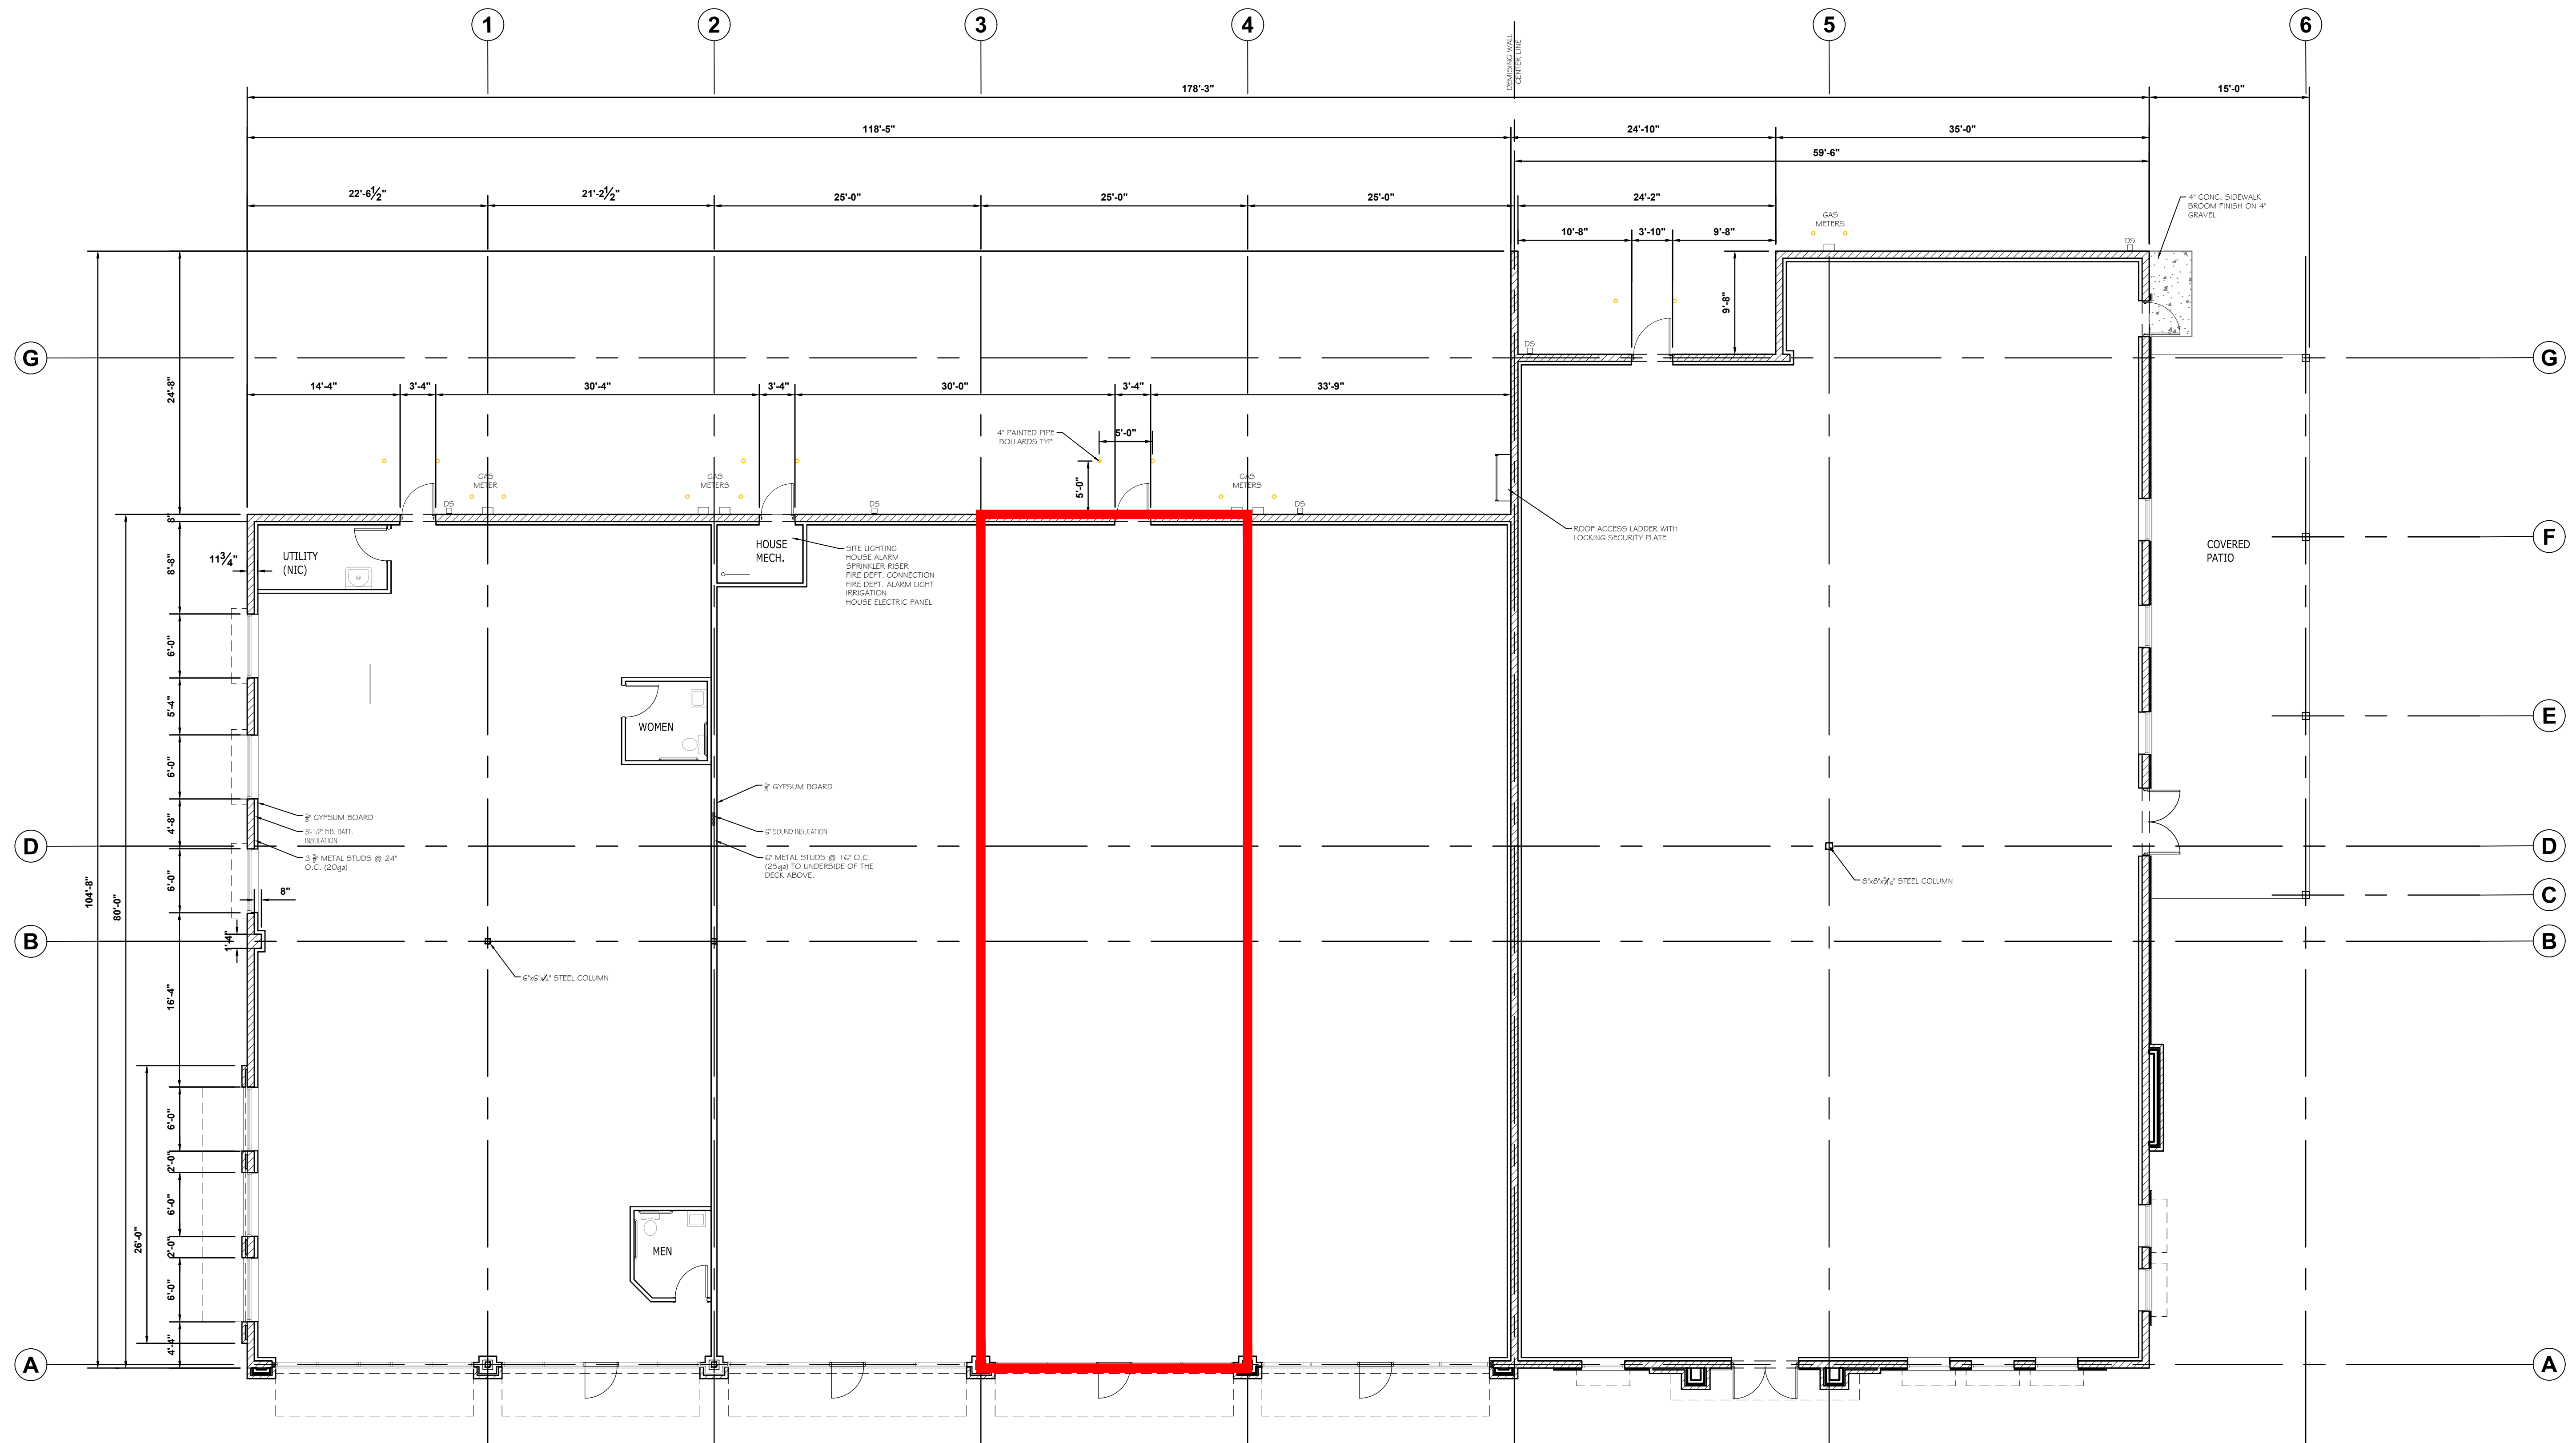 1
2
3
4
5
6
DEMISING WALL
CENTER LINE
178'-3"
15'-0"
118'-5"
24'-10"
35'-0"
59'-6"
22'-6½"
21'-2½"
25'-0"
25'-0"
25'-0"
24'-2"
4" CONC. SIDEWALK
BROOM FINISH ON 4"
GRAVEL
GAS
METERS
10'-8"
3'-10"
9'-8"
DS
9'-8"
DS
G
G
24'-8"
14'-4"
3'-4"
30'-4"
3'-4"
30'-0"
3'-4"
33'-9"
4" PAINTED PIPE
BOLLARDS TYP.
5'-0"
5'-0"
GAS
METER
GAS
METERS
GAS
METERS
DS
DS
DS
8"
11¾"
UTILITY
(NIC)
HOUSE
MECH.
SITE LIGHTING
HOUSE ALARM
SPRINKLER RISER
FIRE DEPT. CONNECTION
FIRE DEPT. ALARM LIGHT
IRRIGATION
HOUSE ELECTRIC PANEL
ROOF ACCESS LADDER WITH
LOCKING SECURITY PLATE
COVERED
PATIO
F
8'-8"
6'-0"
5'-4"
WOMEN
E
6'-0"
⅝" GYPSUM BOARD
4'-8"
⅝" GYPSUM BOARD
3-1/2" FIB. BATT.
INSULATION
3 ⅝" METAL STUDS @ 24"
O.C. (20ga)
6" SOUND INSULATION
6" METAL STUDS @ 16" O.C.
(25ga) TO UNDERSIDE OF THE
DECK ABOVE.
D
D
104'-8"
80'-0"
6'-0"
8"
8"x8"x STEEL COLUMN
C
B
1'-4"
B
6"x6"x STEEL COLUMN
16'-4"
6'-0"
2'-0"
6'-0"
26'-0"
2'-0"
6'-0"
MEN
4'-4"
A
A